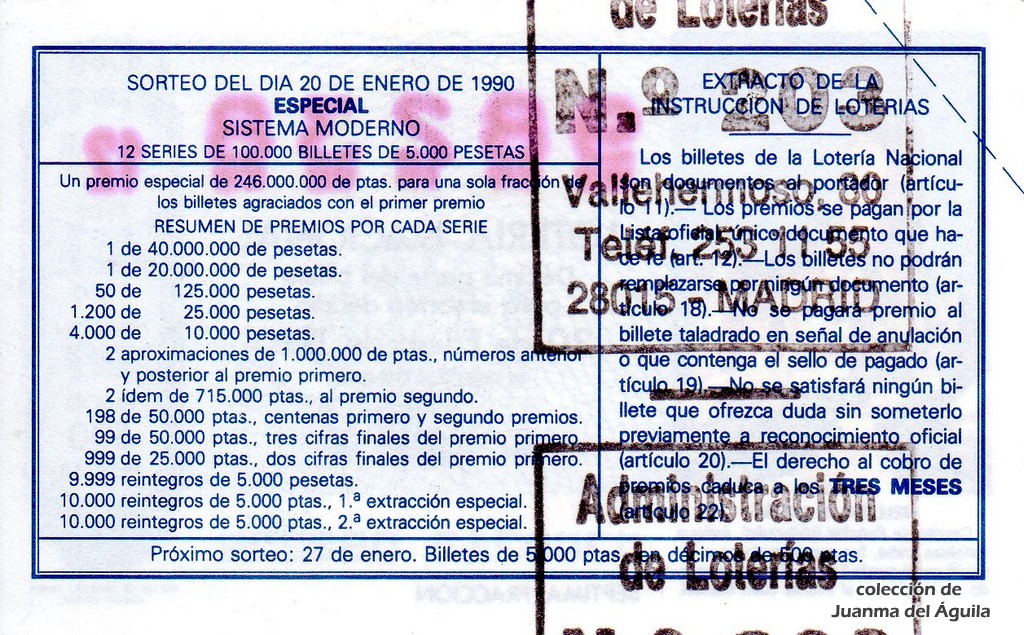 de Loterías
SORTEO DEL DIA 20 DE ENERO DE 1990
ESPECIAL
SISTEMA MODERNO
12 SERIES DE 100.000 BILLETES DE 5.000 PESETAS
Un premio especial de 246.000.000 de ptas. para una sola fracción de
los billetes agraciados con el primer premio
RESUMEN DE PREMIOS POR CADA SERIE
1 de 40.000.000 de pesetas.
1 de 20.000.000 de pesetas.
50 de 125.000 pesetas.
1.200 de 25.000 pesetas.
4.000 de 10.000 pesetas.
2 aproximaciones de 1.000.000 de ptas., números anterior
y posterior al premio primero.
2 ídem de 715.000 ptas., al premio segundo.
198 de 50.000 ptas., centenas primero y segundo premios.
99 de 50.000 ptas., tres cifras finales del premio primero.
999 de 25.000 ptas., dos cifras finales del premio primero.
9.999 reintegros de 5.000 pesetas.
10.000 reintegros de 5.000 ptas., 1.ª extracción especial.
10.000 reintegros de 5.000 ptas., 2.ª extracción especial.
EXTRACTO DE LA
INSTRUCCION DE LOTERIAS
Los billetes de la Lotería Nacional
son documentos al portador (artícu-
lo 11).— Los premios se pagan por la
Lista oficial, único documento que ha-
ce fe (art. 12).—Los billetes no podrán
remplazarse por ningún documento (ar-
tículo 18).—No se pagará premio al
billete taladrado en señal de anulación
o que contenga el sello de pagado (ar-
tículo 19).—No se satisfará ningún bi-
llete que ofrezca duda sin someterlo
previamente a reconocimiento oficial
(artículo 20).—El derecho al cobro de
premios caduca a los TRES MESES
(artículo 22).
Próximo sorteo: 27 de enero. Billetes de 5.000 ptas. en décimos de 500 ptas.
N.º 203
Vallehermoso, 80
Teléf. 253 11 55
28015 - MADRID
Administración
de Loterías
colección de
Juanma del Águila